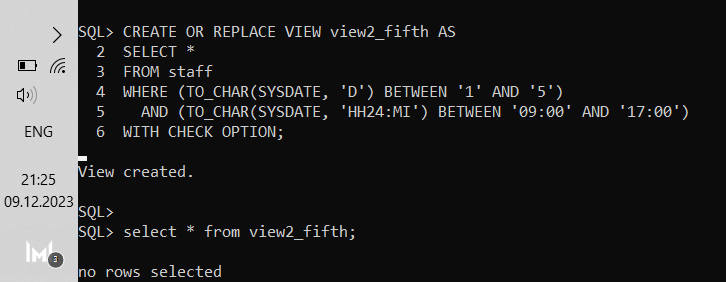 SQL> CREATE OR REPLACE VIEW view2_fifth AS
  2  SELECT *
  3  FROM staff
  4  WHERE (TO_CHAR(SYSDATE, 'D') BETWEEN '1' AND '5')
  5    AND (TO_CHAR(SYSDATE, 'HH24:MI') BETWEEN '09:00' AND '17:00')
  6  WITH CHECK OPTION;
View created.
SQL>
SQL> select * from view2_fifth;
no rows selected
ENG
21:25
09.12.2023
3